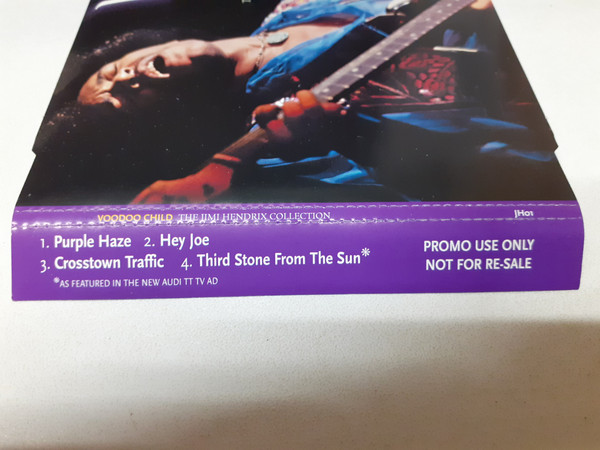 VOODOO CHILD THE JIMI HENDRIX COLLECTION
JH01
1. Purple Haze 2. Hey Joe
3. Crosstown Traffic 4. Third Stone From The Sun*
*AS FEATURED IN THE NEW AUDI TT TV AD
PROMO USE ONLY
NOT FOR RE-SALE